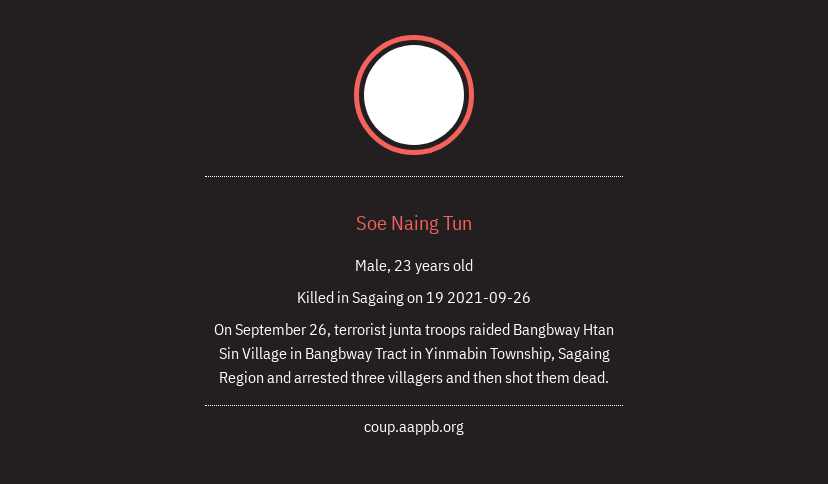 Soe Naing Tun
Male, 23 years old
Killed in Sagaing on 19 2021-09-26
On September 26, terrorist junta troops raided Bangbway Htan
Sin Village in Bangbway Tract in Yinmabin Township, Sagaing
Region and arrested three villagers and then shot them dead.
coup.aappb.org